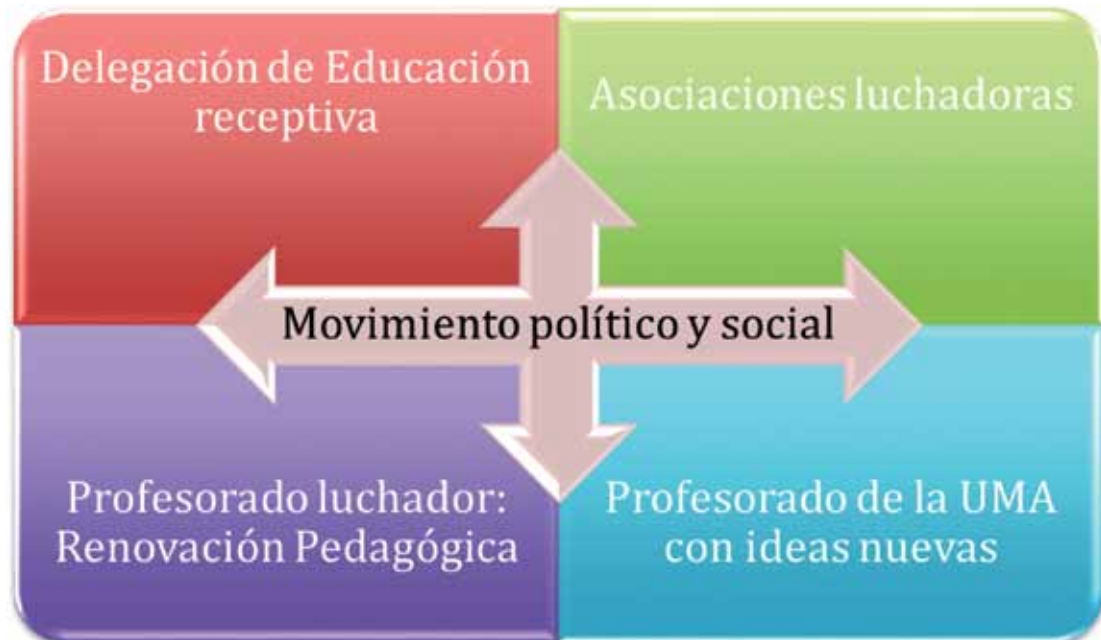 Delegación de Educación
receptiva
Asociaciones luchadoras
Movimiento político y social
Profesorado luchador:
Renovación Pedagógica
Profesorado de la UMA
con ideas nuevas